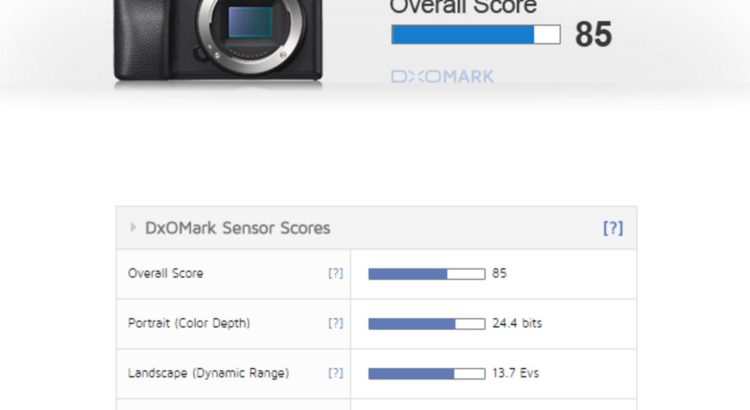 Overall Score
85
DXOMARK
DxOMark Sensor Scores [?]
Overall Score [?] 85
Portrait (Color Depth) [?] 24.4 bits
Landscape (Dynamic Range) [?] 13.7 Evs